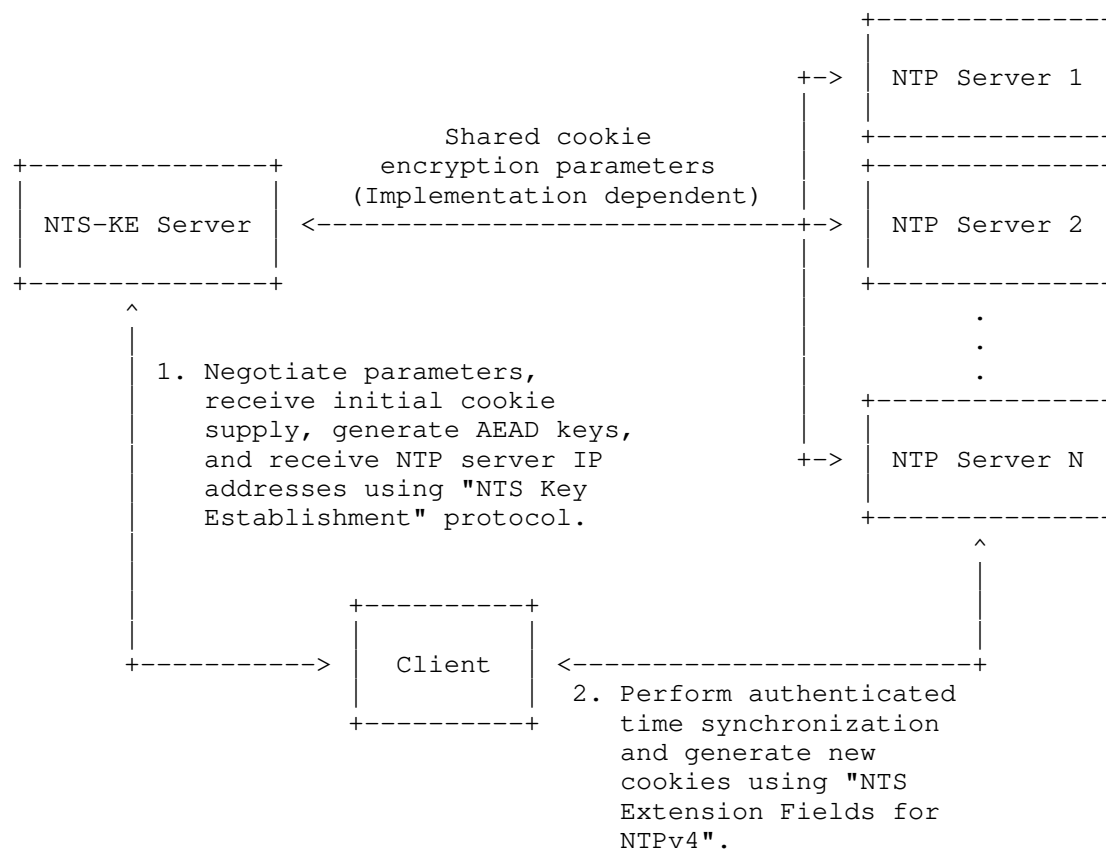 NTP Server 1
Shared cookie
encryption parameters
(Implementation dependent)
NTS-KE Server
NTP Server 2
.
.
.
1. Negotiate parameters,
receive initial cookie
supply, generate AEAD keys,
and receive NTP server IP
addresses using "NTS Key
Establishment" protocol.
NTP Server N
Client
2. Perform authenticated
time synchronization
and generate new
cookies using "NTS
Extension Fields for
NTPv4".